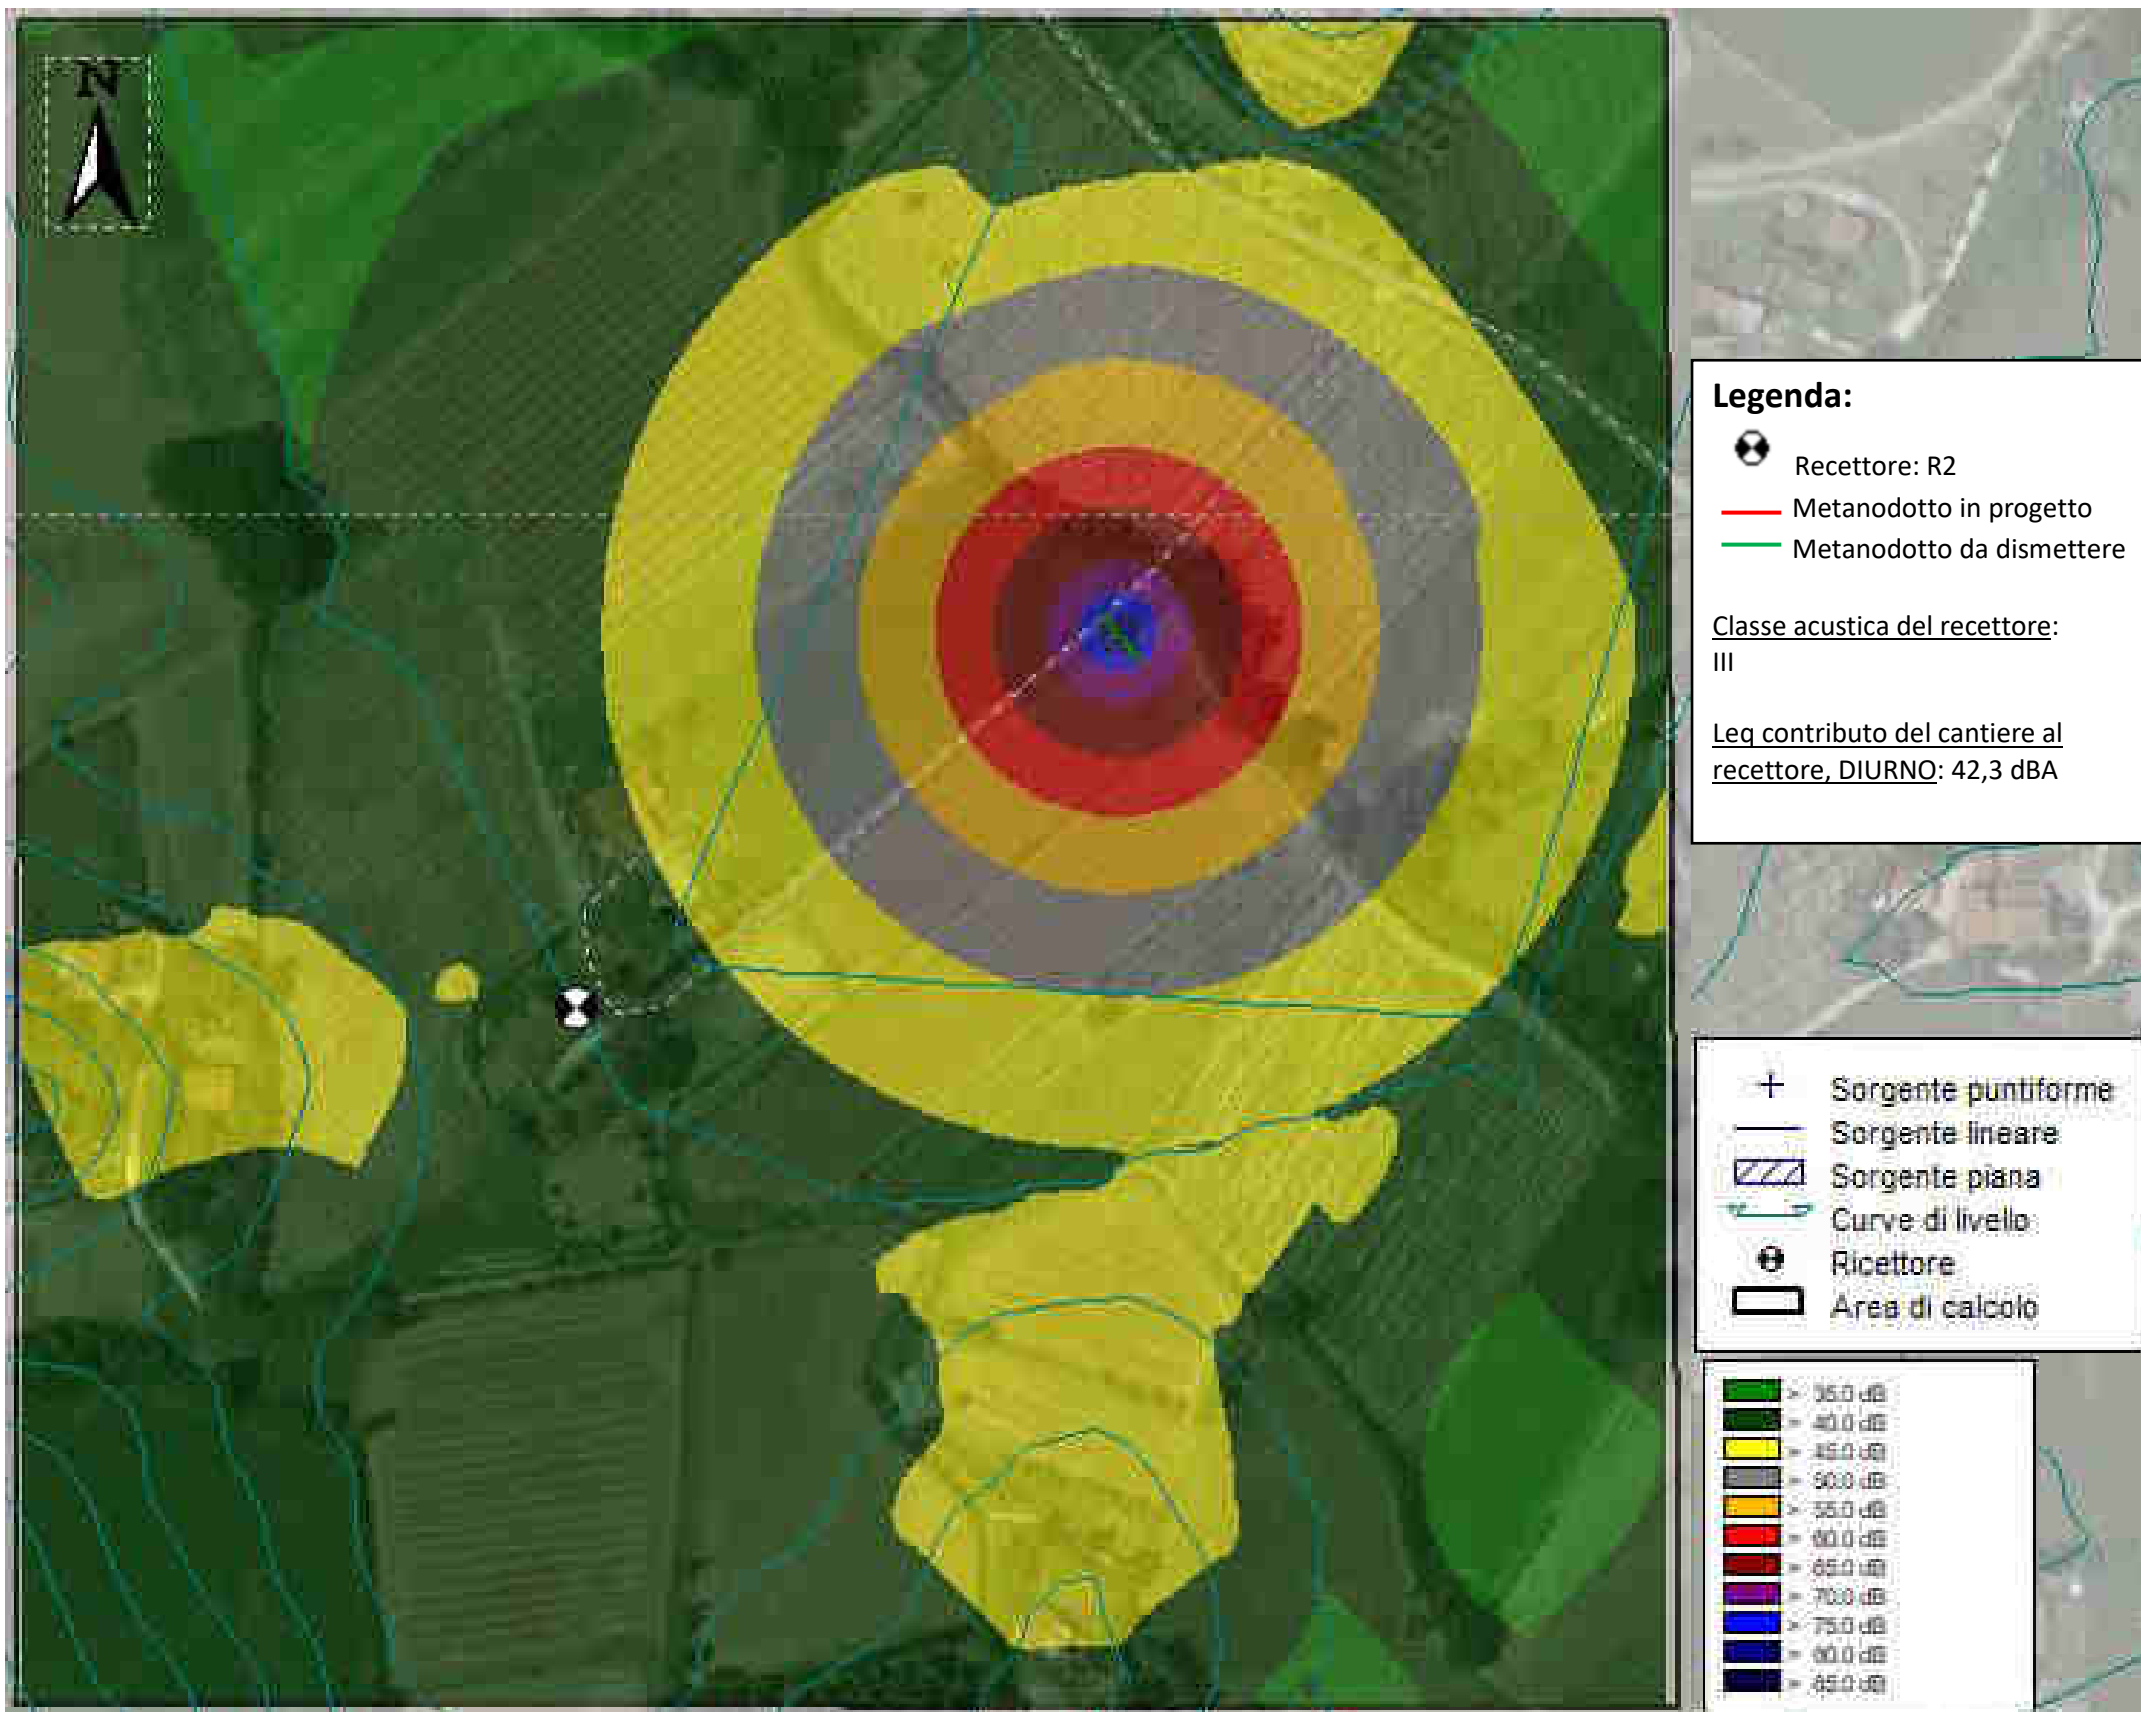 N
Legenda:
Recettore: R2
Metanodotto in progetto
Metanodotto da dismettere
Classe acustica del recettore:
III
Leq contributo del cantiere al
recettore, DIURNO: 42,3 dBA
Sorgente puntiforme
Sorgente lineare
Sorgente piana
Curve di livello
Ricettore
Area di calcolo
> 35.0 dB
> 40.0 dB
> 45.0 dB
> 50.0 dB
> 55.0 dB
> 60.0 dB
> 65.0 dB
> 70.0 dB
> 75.0 dB
> 80.0 dB
> 85.0 dB